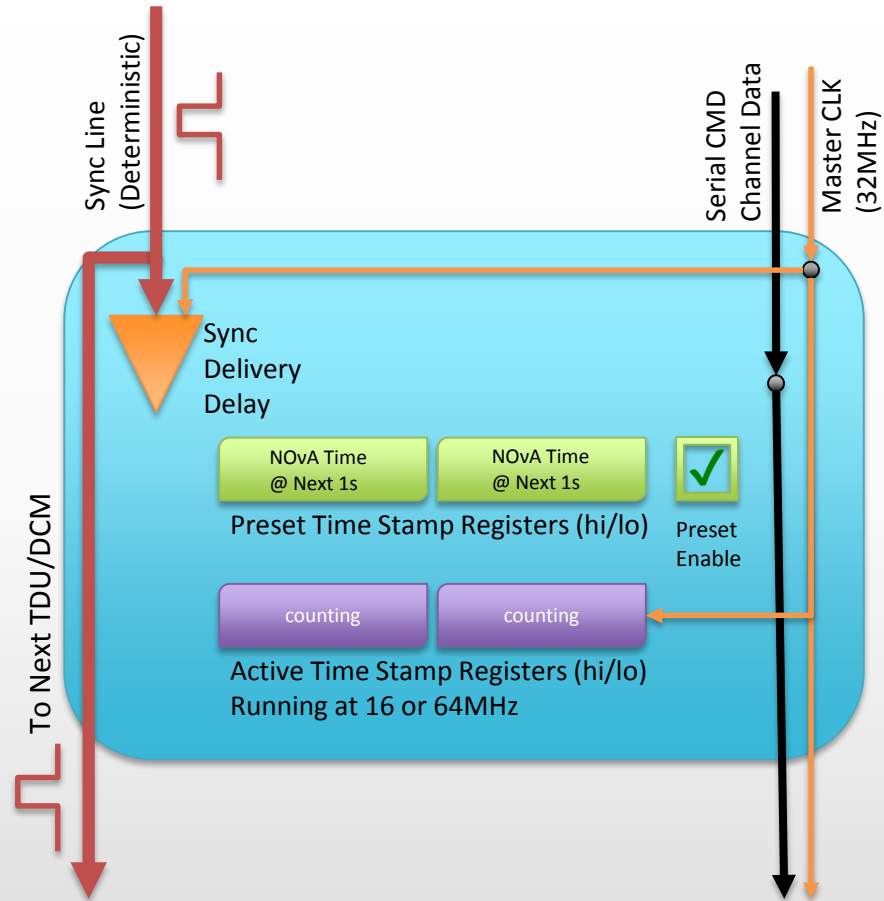 Sync Line
(Deterministic)
Serial CMD
Channel Data
Master CLK
(32MHz)
Sync
Delivery
Delay
NOvA Time
@ Next 1s
NOvA Time
@ Next 1s
Preset Time Stamp Registers (hi/lo)
Preset
Enable
counting
counting
Active Time Stamp Registers (hi/lo)
Running at 16 or 64MHz
To Next TDU/DCM